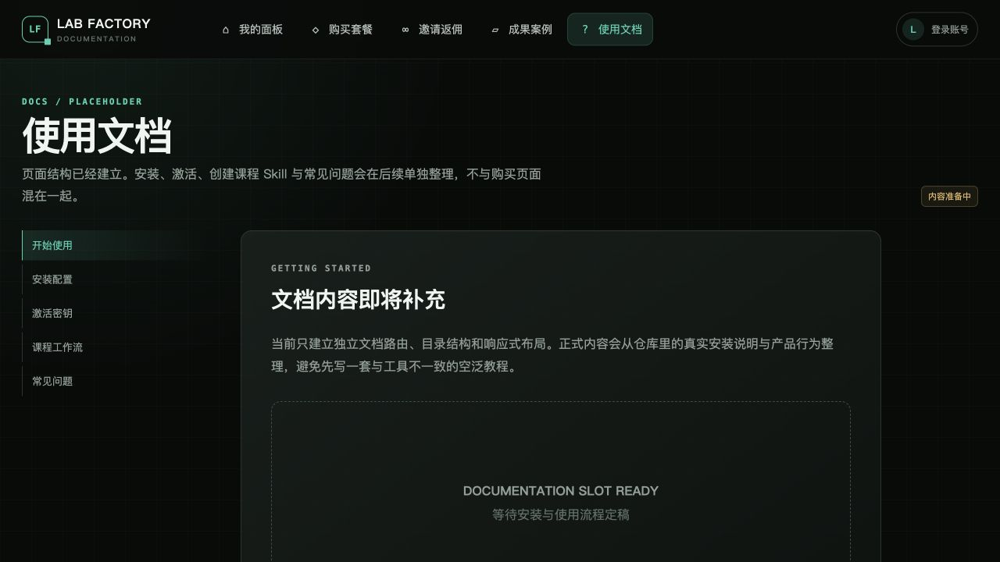 LF
LAB FACTORY
DOCUMENTATION
⌂ 我的面板
◇ 购买套餐
∞ 邀请返佣
▱ 成果案例
? 使用文档
L 登录账号
DOCS / PLACEHOLDER
使用文档
页面结构已经建立。安装、激活、创建课程 Skill 与常见问题会在后续单独整理，不与购买页面
混在一起。
内容准备中
开始使用
安装配置
激活密钥
课程工作流
常见问题
GETTING STARTED
文档内容即将补充
当前只建立独立文档路由、目录结构和响应式布局。正式内容会从仓库里的真实安装说明与产品行为整
理，避免先写一套与工具不一致的空泛教程。
DOCUMENTATION SLOT READY
等待安装与使用流程定稿